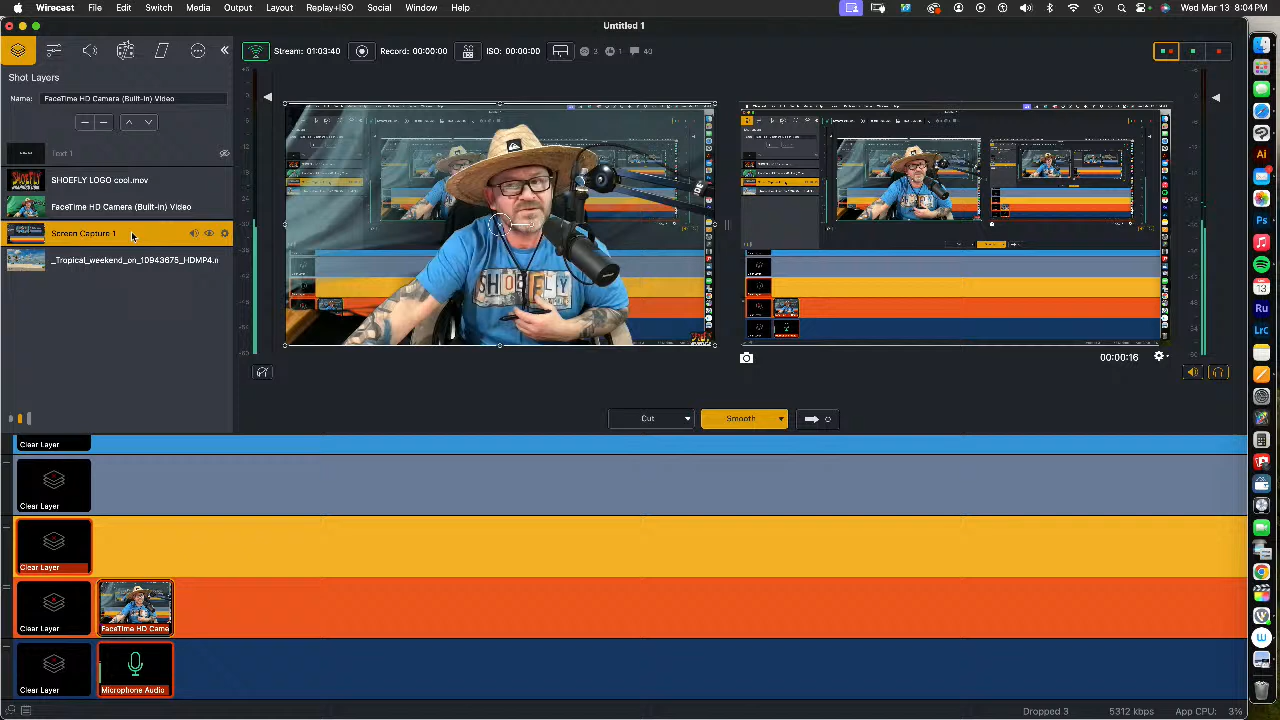 Wirecast File Edit Switch Media Output Layout Replay+ISO Social Window Help Wed Mar 13 8:04 PM
Untitled 1
Stream: 01:03:40 Record: 00:00:00 ISO: 00:00:00 3 1 40
Shot Layers
Name: FaceTime HD Camera (Built-in) Video
Text 1
SHOEFLY LOGO cool.mov
FaceTime HD Camera (Built-in) Video
Screen Capture 1
_Tropical_weekend_on_10943675_HDMP4.n
SHOEFLY
00:00:16
Cut Smooth
Clear Layer
Clear Layer
Clear Layer
Clear Layer FaceTime HD Came
Clear Layer Microphone Audio
Dropped 3 5312 kbps App CPU: 3%